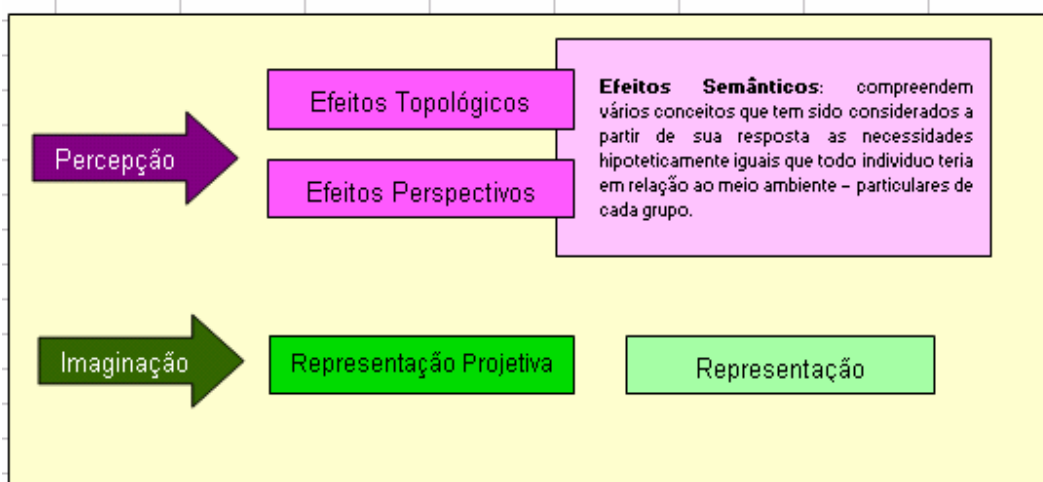 Percepção
Efeitos Topológicos
Efeitos Perspectivos
Efeitos Semânticos: compreendem
vários conceitos que tem sido considerados a
partir de sua resposta as necessidades
hipoteticamente iguais que todo individuo teria
em relação ao meio ambiente – particulares de
cada grupo.
Imaginação
Representação Projetiva
Representação